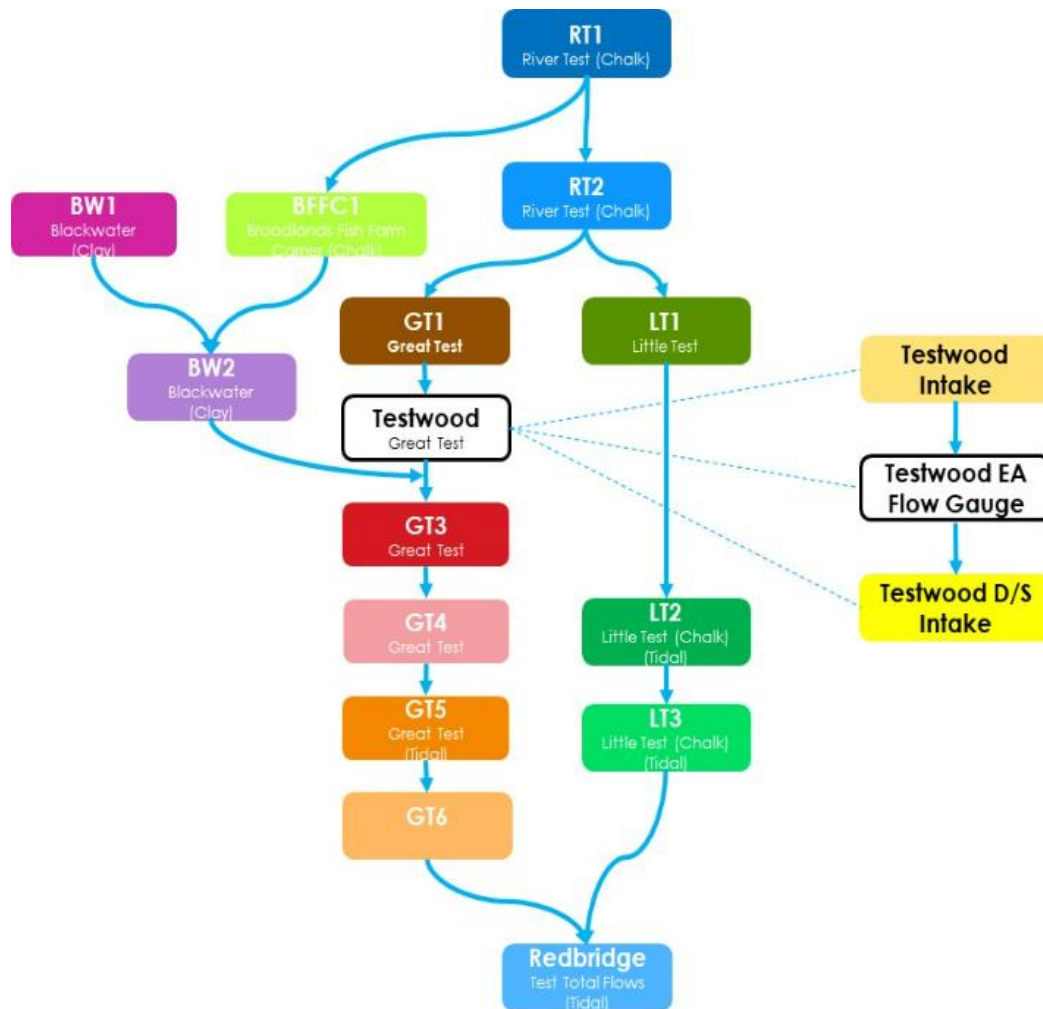 RT1
River Test (Chalk)
RT2
River Test (Chalk)
BW1
Blackwater
(Clay)
BFFC1
Broadlands Fish Farm
Carrier (Chalk)
GT1
Great Test
LT1
Little Test
BW2
Blackwater
(Clay)
Testwood
Great Test
Testwood
Intake
Testwood EA
Flow Gauge
Testwood D/S
Intake
GT3
Great Test
GT4
Great Test
LT2
Little Test (Chalk)
(Tidal)
GT5
Great Test
(Tidal)
LT3
Little Test (Chalk)
(Tidal)
GT6
Redbridge
Test Total Flows
(Tidal)